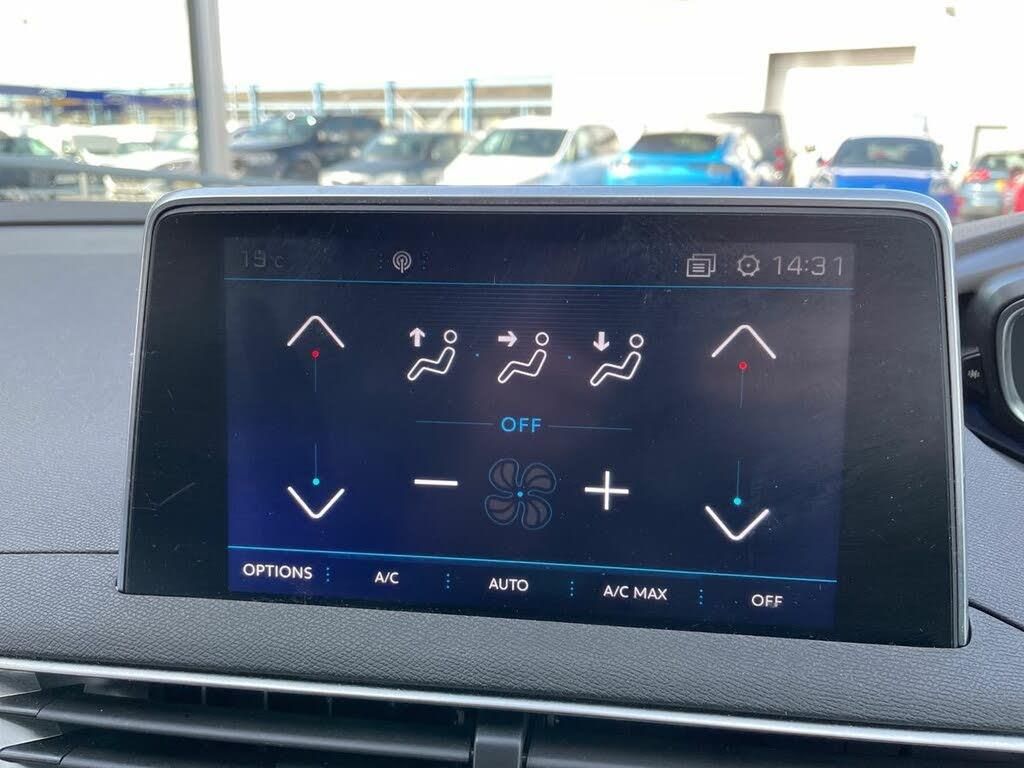 19 c 14:31
OFF
OPTIONS A/C AUTO A/C MAX OFF